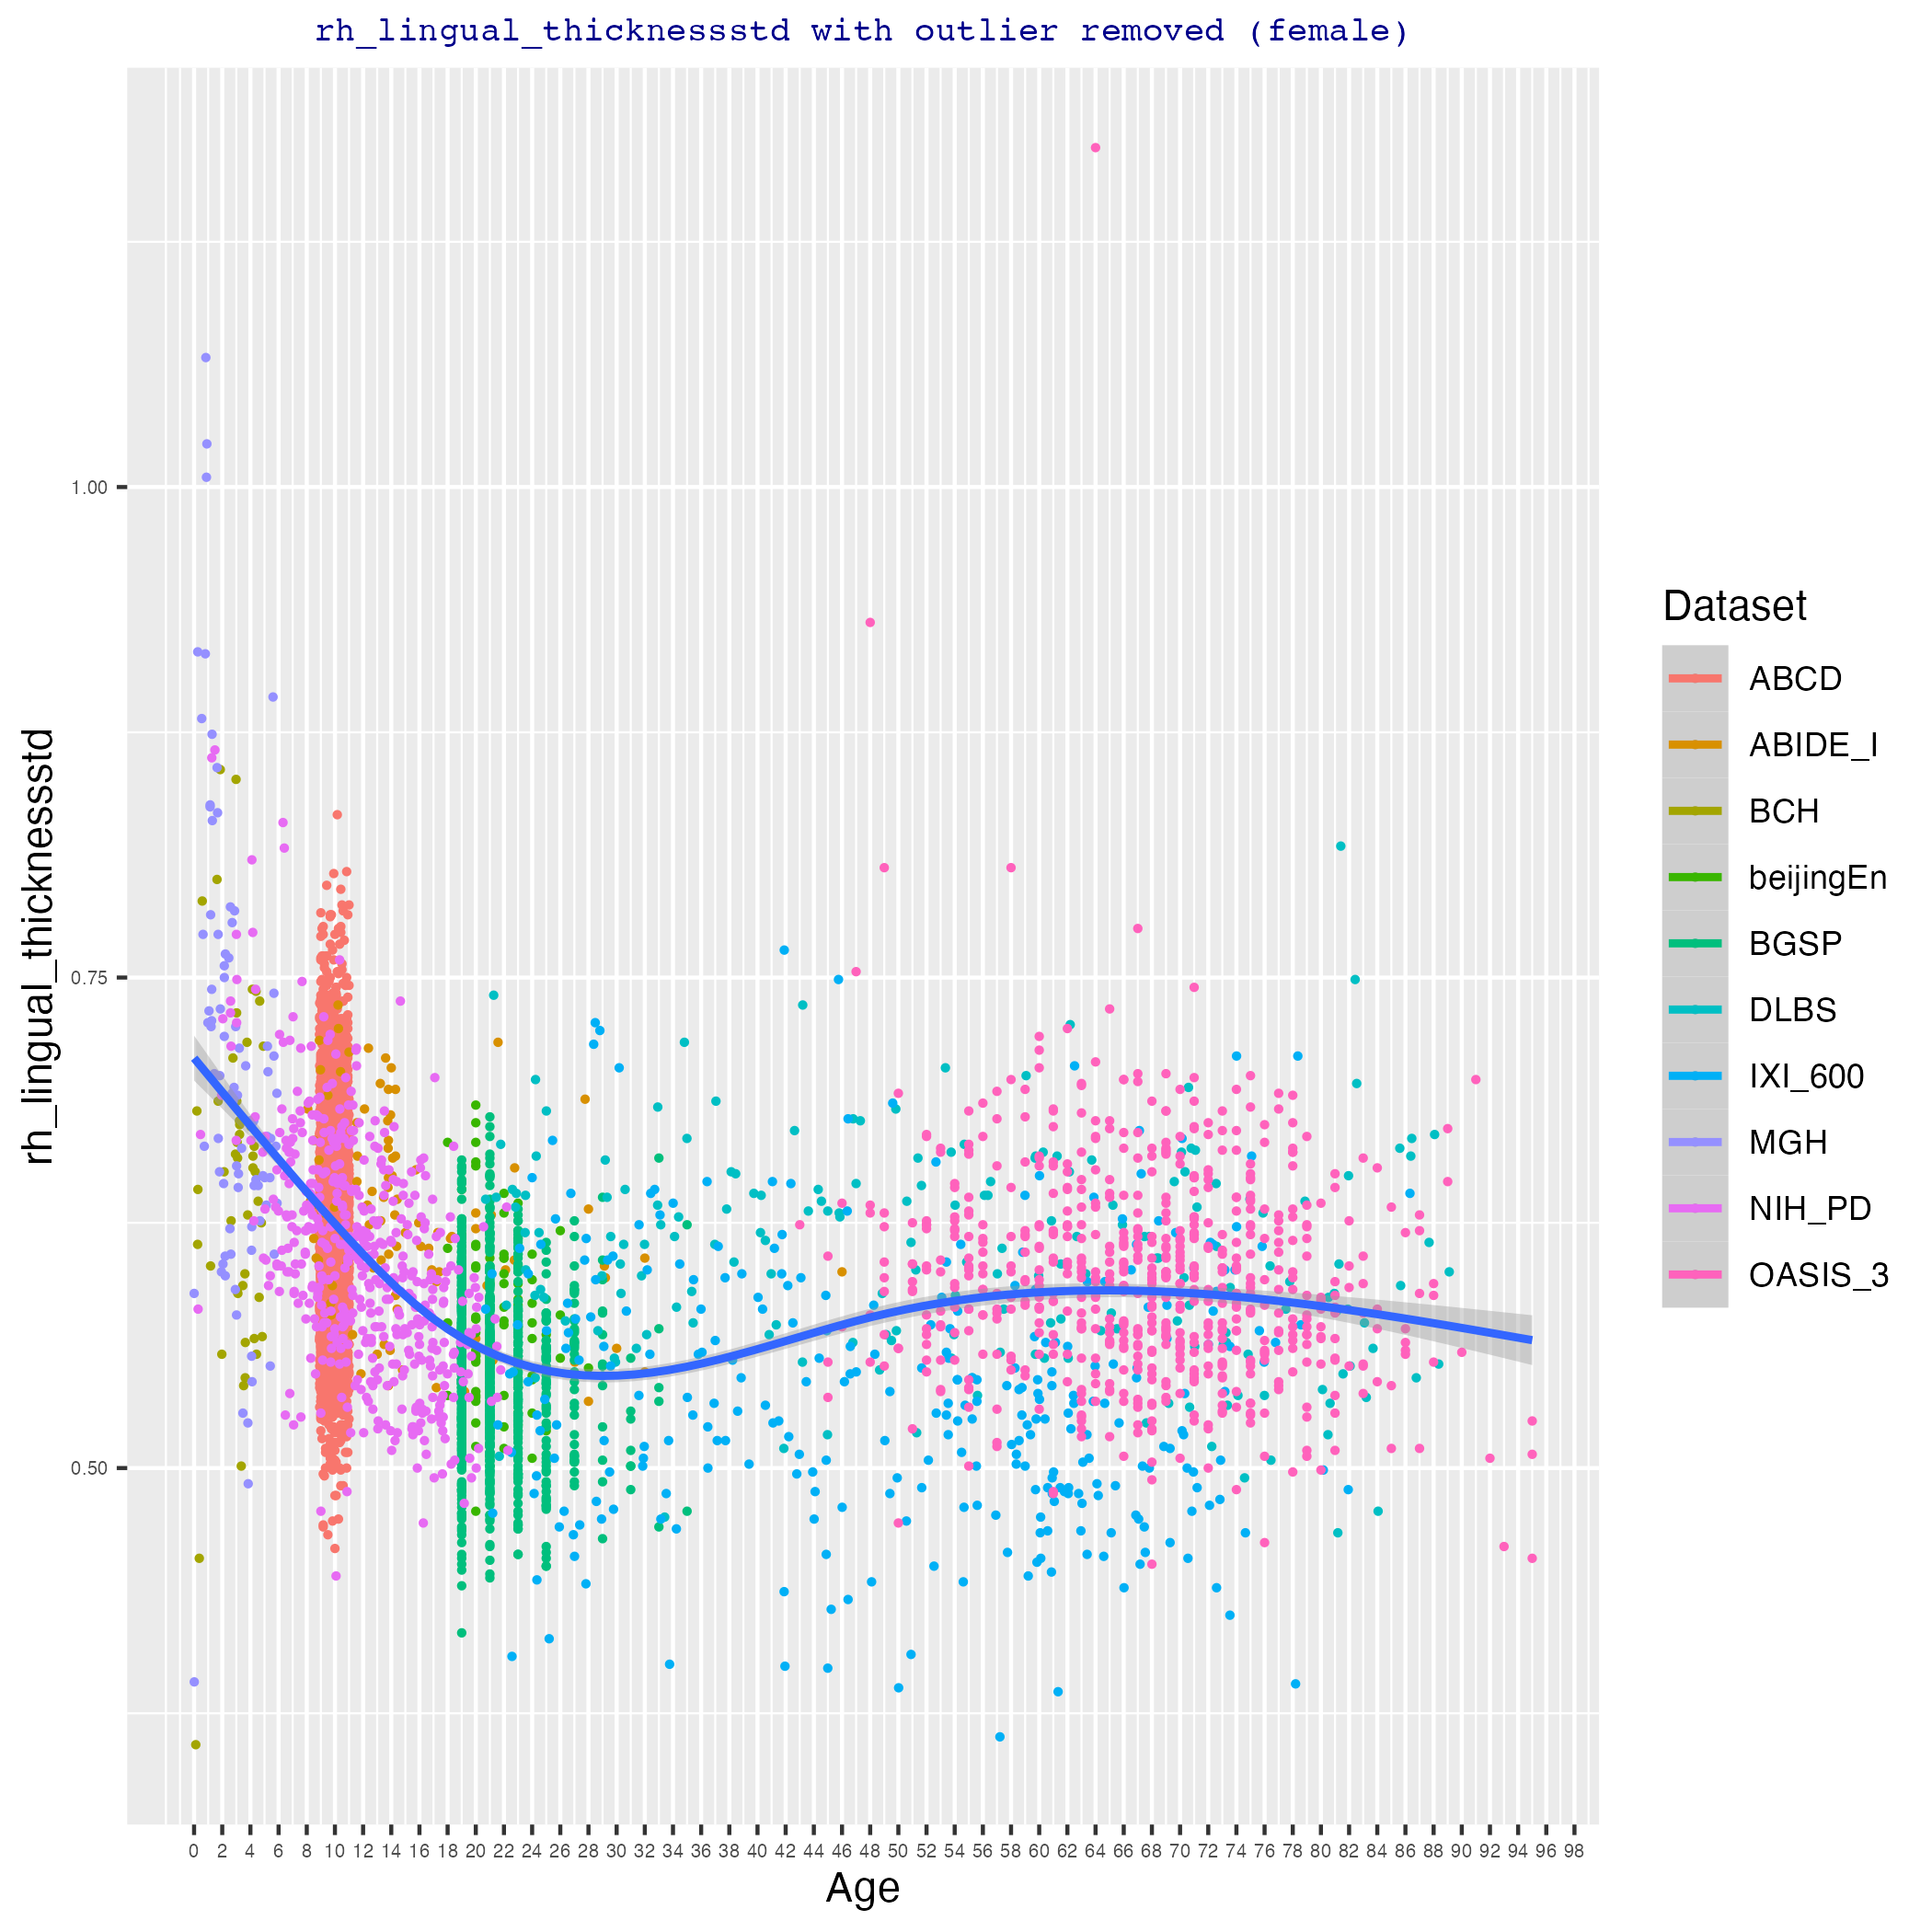 rh_lingual_thicknessstd with outlier removed (female)
rh_lingual_thicknessstd
1.00
0.75
0.50
0 2 4 6 8 10 12 14 16 18 20 22 24 26 28 30 32 34 36 38 40 42 44 46 48 50 52 54 56 58 60 62 64 66 68 70 72 74 76 78 80 82 84 86 88 90 92 94 96 98
Age
Dataset
ABCD
ABIDE_I
BCH
beijingEn
BGSP
DLBS
IXI_600
MGH
NIH_PD
OASIS_3